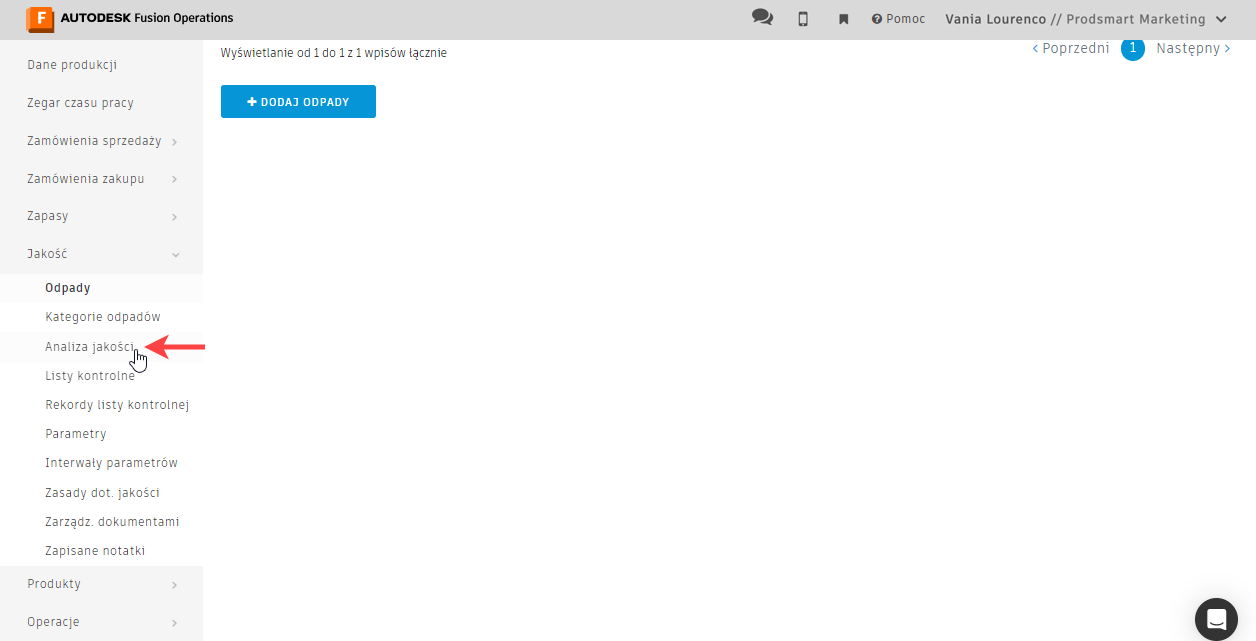 F AUTODESK Fusion Operations
Pomoc
Vania Lourenco // Prodsmart Marketing
Dane produkcji
Zegar czasu pracy
Zamówienia sprzedaży
Zamówienia zakupu
Zapasy
Jakość
Odpady
Kategorie odpadów
Analiza jakości
Listy kontrolne
Rekordy listy kontrolnej
Parametry
Interwały parametrów
Zasady dot. jakości
Zarządz. dokumentami
Zapisane notatki
Produkty
Operacje
Wyświetlanie od 1 do 1 z 1 wpisów łącznie
< Poprzedni 1 Następny >
+ DODAJ ODPADY